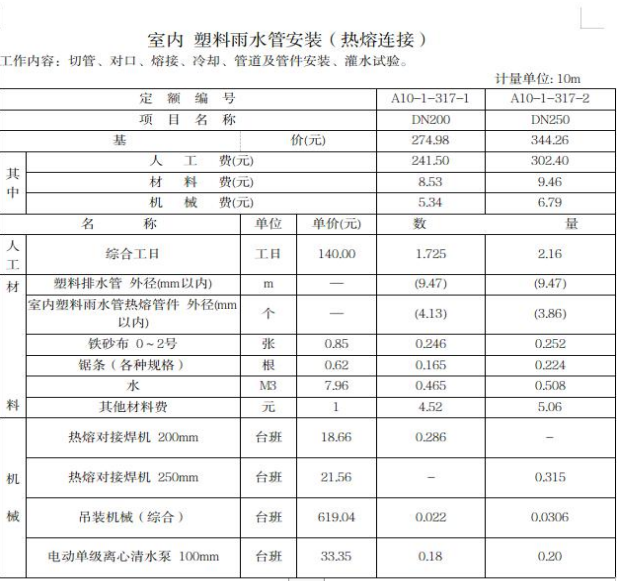 室内 塑料雨水管安装（热熔连接）
工作内容：切管、对口、熔接、冷却、管道及管件安装、灌水试验。
计量单位: 10m
定 额 编 号 A10-1-317-1 A10-1-317-2
项 目 名 称 DN200 DN250
基 价(元) 274.98 344.26
其中 人 工 费(元) 241.50 302.40
材 料 费(元) 8.53 9.46
机 械 费(元) 5.34 6.79
名 称 单位 单价(元) 数 量
人工 综合工日 工日 140.00 1.725 2.16
材料 塑料排水管 外径(mm以内) m — (9.47) (9.47)
室内塑料雨水管热熔管件 外径(mm
以内) 个 — (4.13) (3.86)
铁砂布 0～2号 张 0.85 0.246 0.252
锯条（各种规格） 根 0.62 0.165 0.224
水 M3 7.96 0.465 0.508
其他材料费 元 1 4.52 5.06
机械 热熔对接焊机 200mm 台班 18.66 0.286 -
热熔对接焊机 250mm 台班 21.56 - 0.315
吊装机械（综合） 台班 619.04 0.022 0.0306
电动单级离心清水泵 100mm 台班 33.35 0.18 0.20